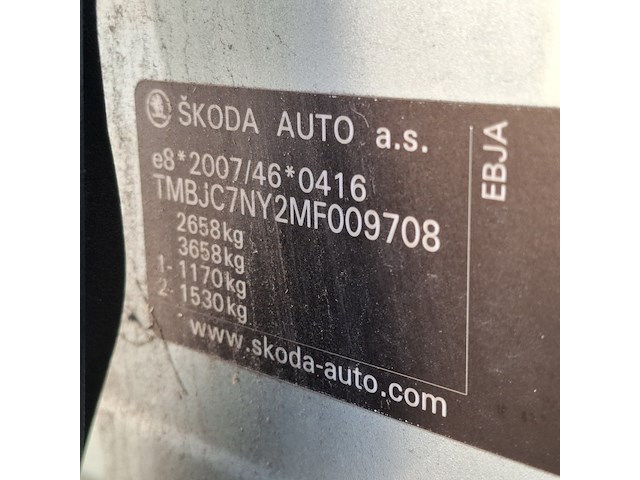 ŠKODA AUTO a.s.
e8*2007/46*0416
TMBJC7NY2MF009708
2658kg
3658kg
1- 1170kg
2- 1530kg
www.skoda-auto.com
EBJA